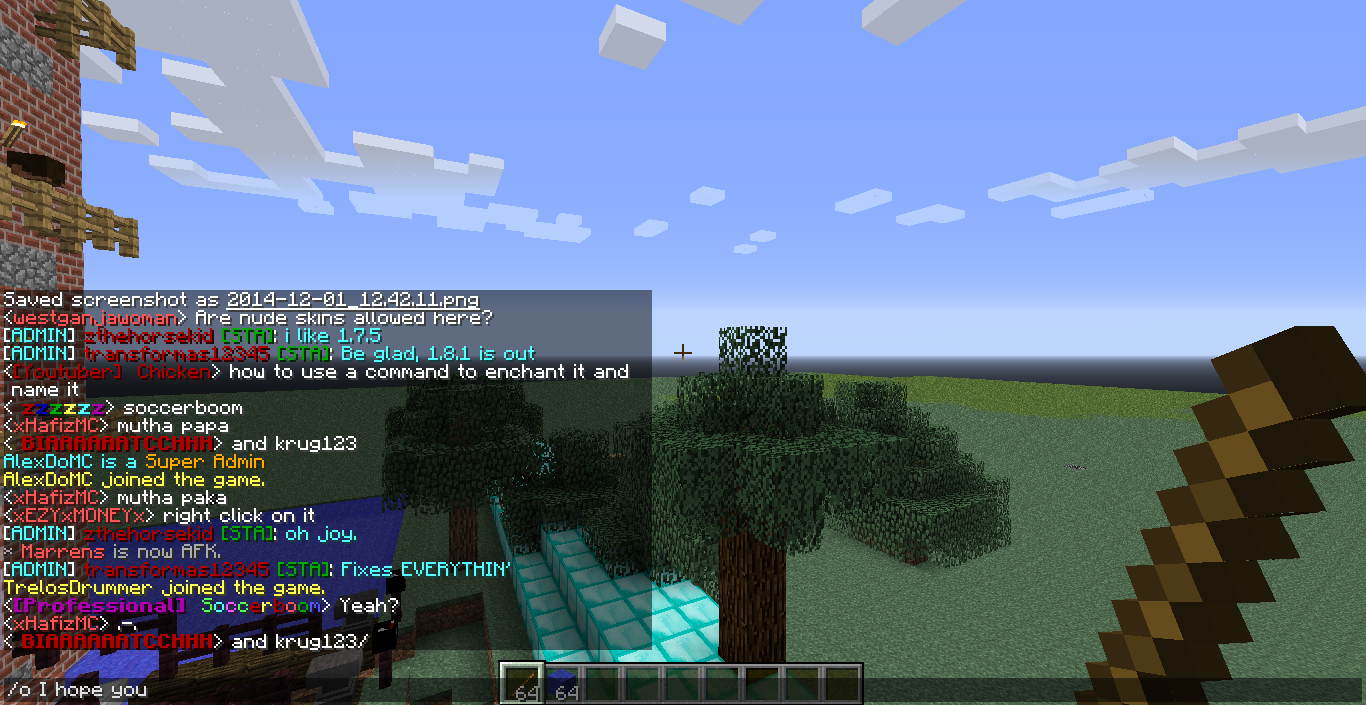 Saved screenshot as 2014-12-01_12.42.11.png
<westganjawoman> Are nude skins allowed here?
[ADMIN] zthehorsekid [STA]: i like 1.7.5
[ADMIN] transformas12345 [STA]: Be glad, 1.8.1 is out
<[Youtuber] Chicken> how to use a command to enchant it and
name it
< zzzzzz> soccerboom
<xHafizMC> mutha papa
< BIAAAAAATCCHHH> and krug123
AlexDoMC is a Super Admin
AlexDoMC joined the game.
<xHafizMC> mutha paka
<xEZYxMONEYx> right click on it
[ADMIN] zthehorsekid [STA]: oh joy.
* Marrens is now AFK.
[ADMIN] transformas12345 [STA]: Fixes EVERYTHIN'
TrelosDrummer joined the game.
<[Professional] Soccerboom> Yeah?
<xHafizMC> .-.
< BIAAAAAATCCHHH> and krug123/
/o I hope you
64 64